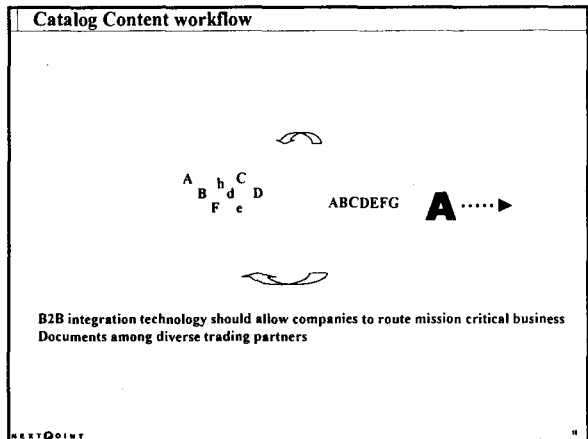 Catalog Content workflow
A B h d C D F e
ABCDEFG A
B2B integration technology should allow companies to route mission critical business
Documents among diverse trading partners
NEXTPOINT